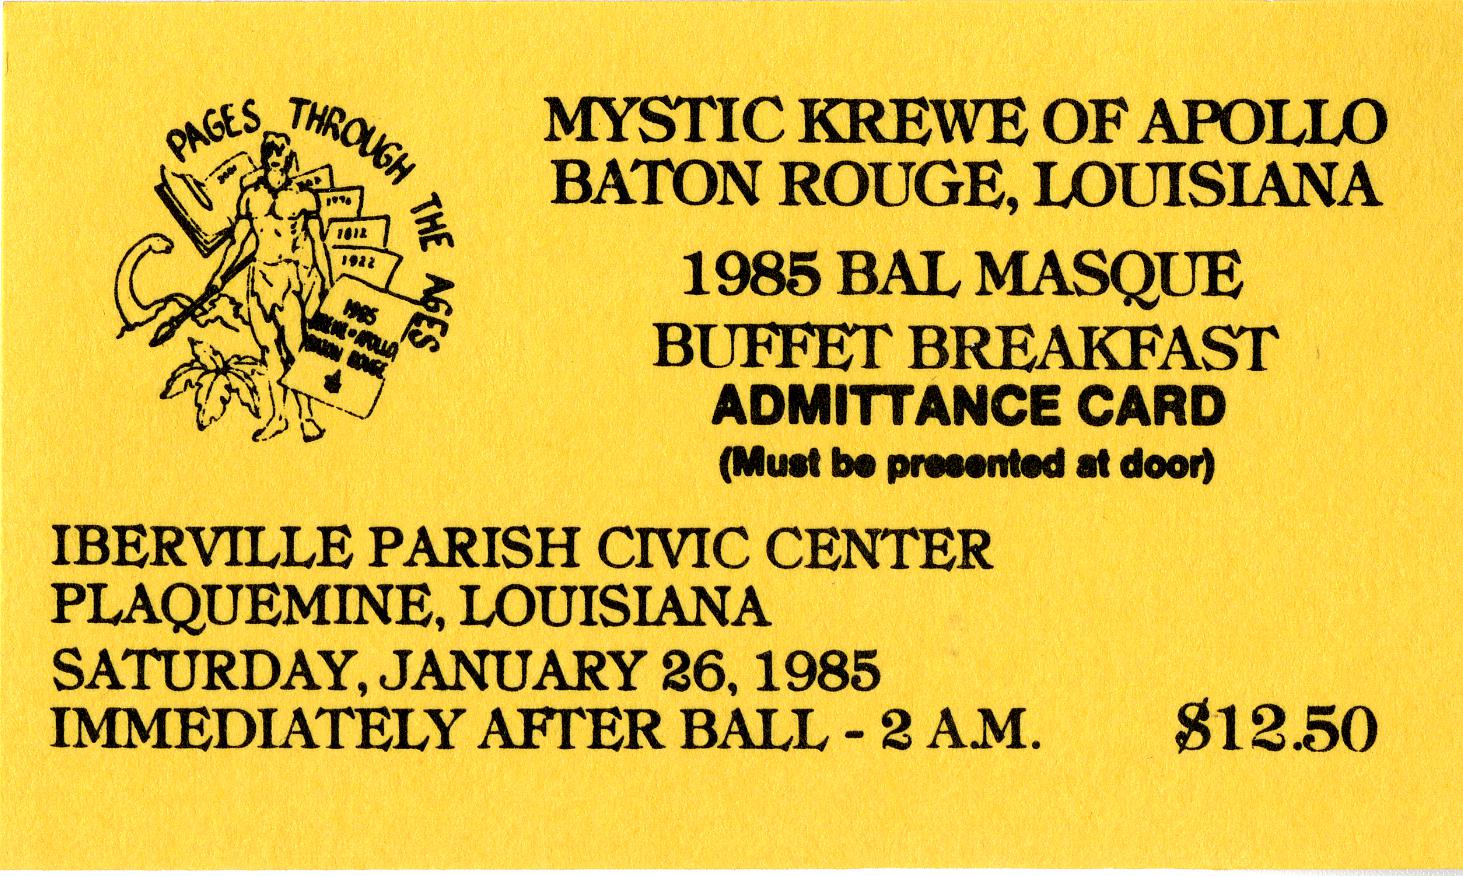 PAGES THROUGH THE AGES
1812
1922
1985
KREWE OF APOLLO
BATON ROUGE
MYSTIC KREWE OF APOLLO
BATON ROUGE, LOUISIANA
1985 BAL MASQUE
BUFFET BREAKFAST
ADMITTANCE CARD
(Must be presented at door)
IBERVILLE PARISH CIVIC CENTER
PLAQUEMINE, LOUISIANA
SATURDAY, JANUARY 26, 1985
IMMEDIATELY AFTER BALL - 2 A.M. $12.50